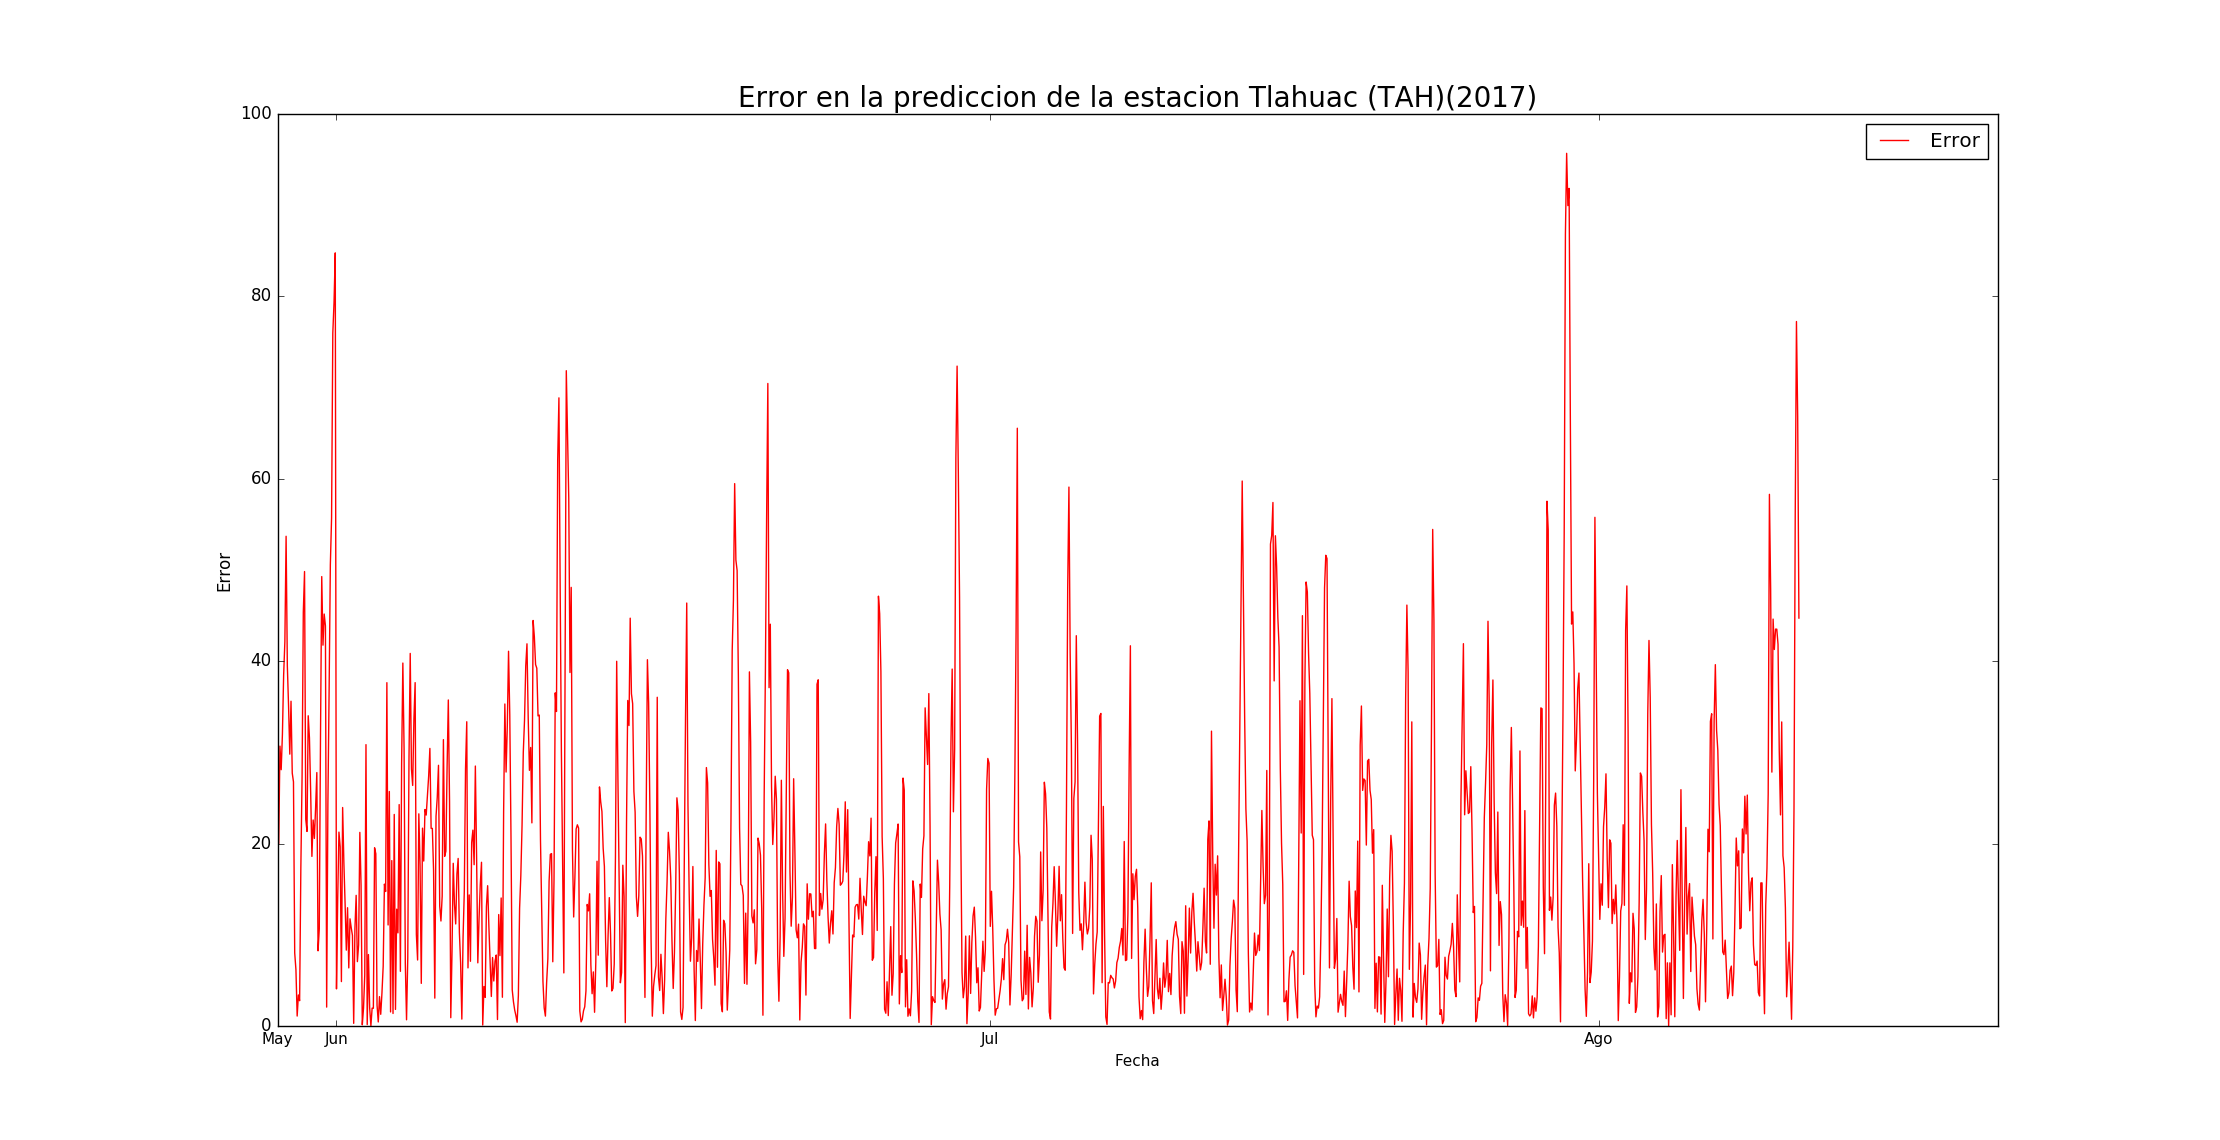 Error en la prediccion de la estacion Tlahuac (TAH)(2017)
Error
100
80
60
40
20
0
Error
May Jun Jul Ago
Fecha